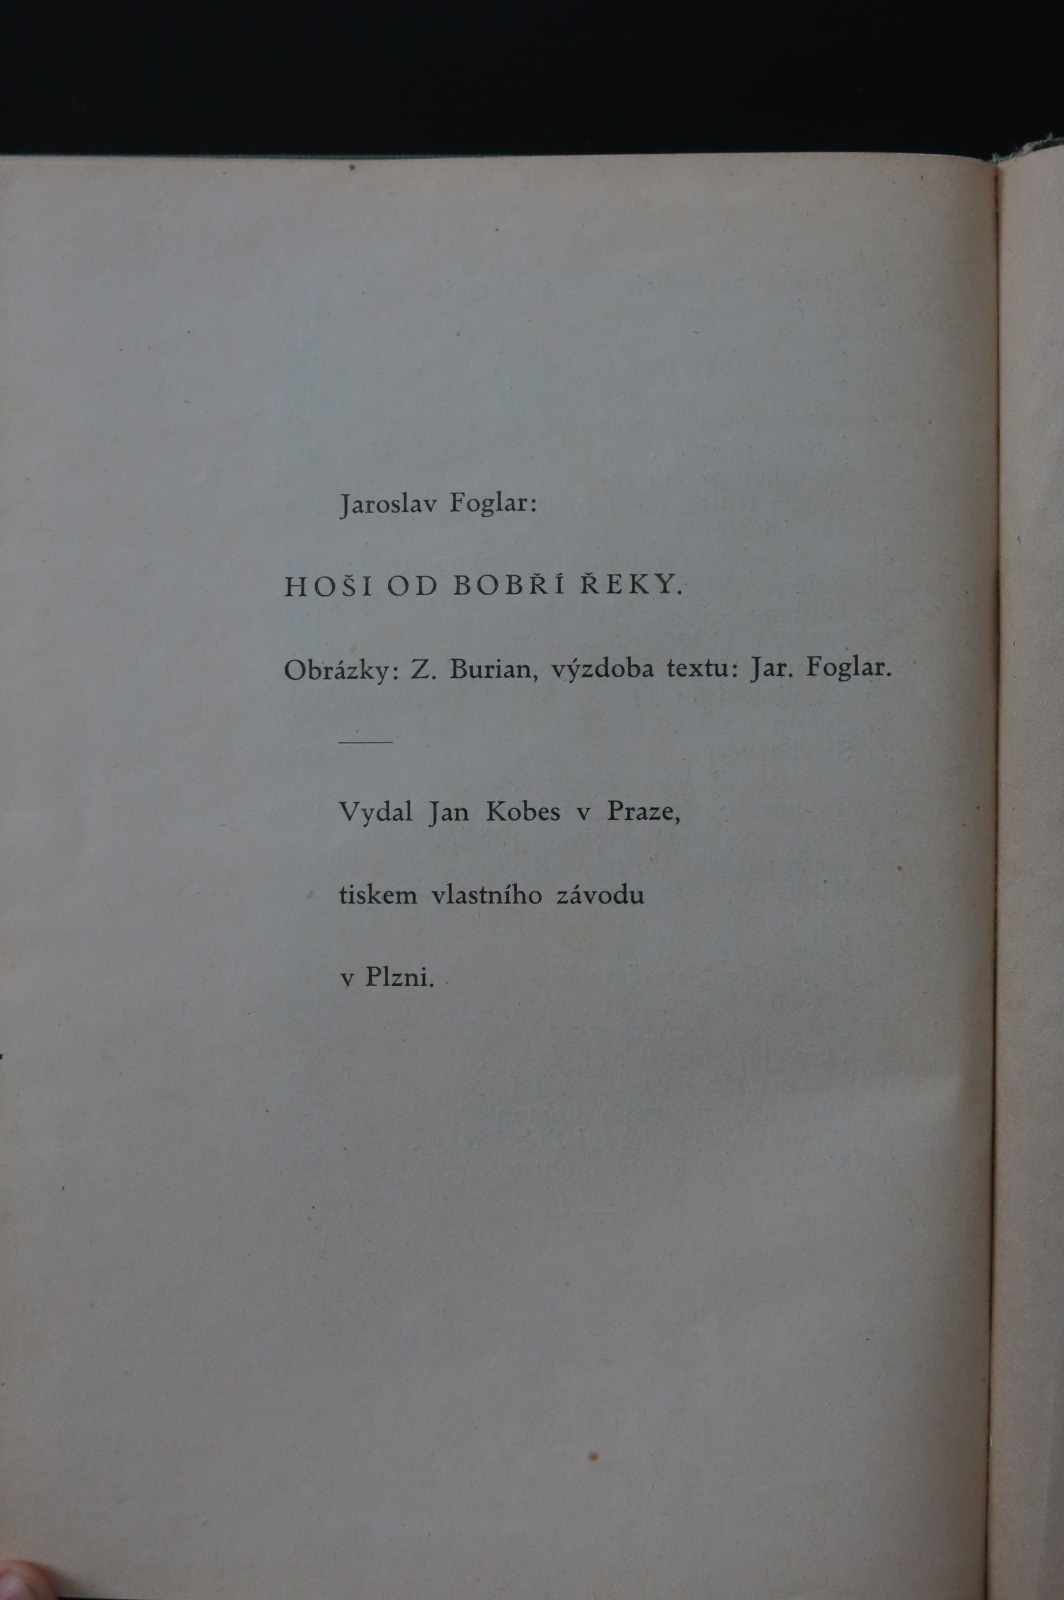 Jaroslav Foglar:
HOŠI OD BOBŘÍ ŘEKY.
Obrázky: Z. Burian, výzdoba textu: Jar. Foglar.
Vydal Jan Kobes v Praze,
tiskem vlastního závodu
v Plzni.